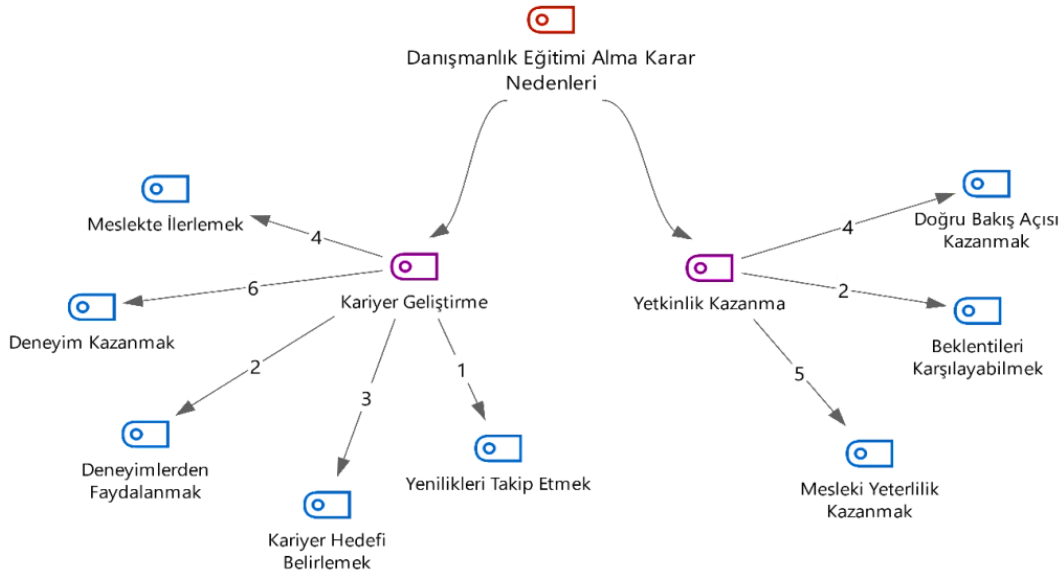 Danışmanlık Eğitimi Alma Karar
Nedenleri
Meslekte İlerlemek
4
Doğru Bakış Açısı
Kazanmak
4
6
Kariyer Geliştirme
Yetkinlik Kazanma
2
Deneyim Kazanmak
Beklentileri
Karşılayabilmek
2
3
1
5
Deneyimlerden
Faydalanmak
Yenilikleri Takip Etmek
Mesleki Yeterlilik
Kazanmak
Kariyer Hedefi
Belirlemek